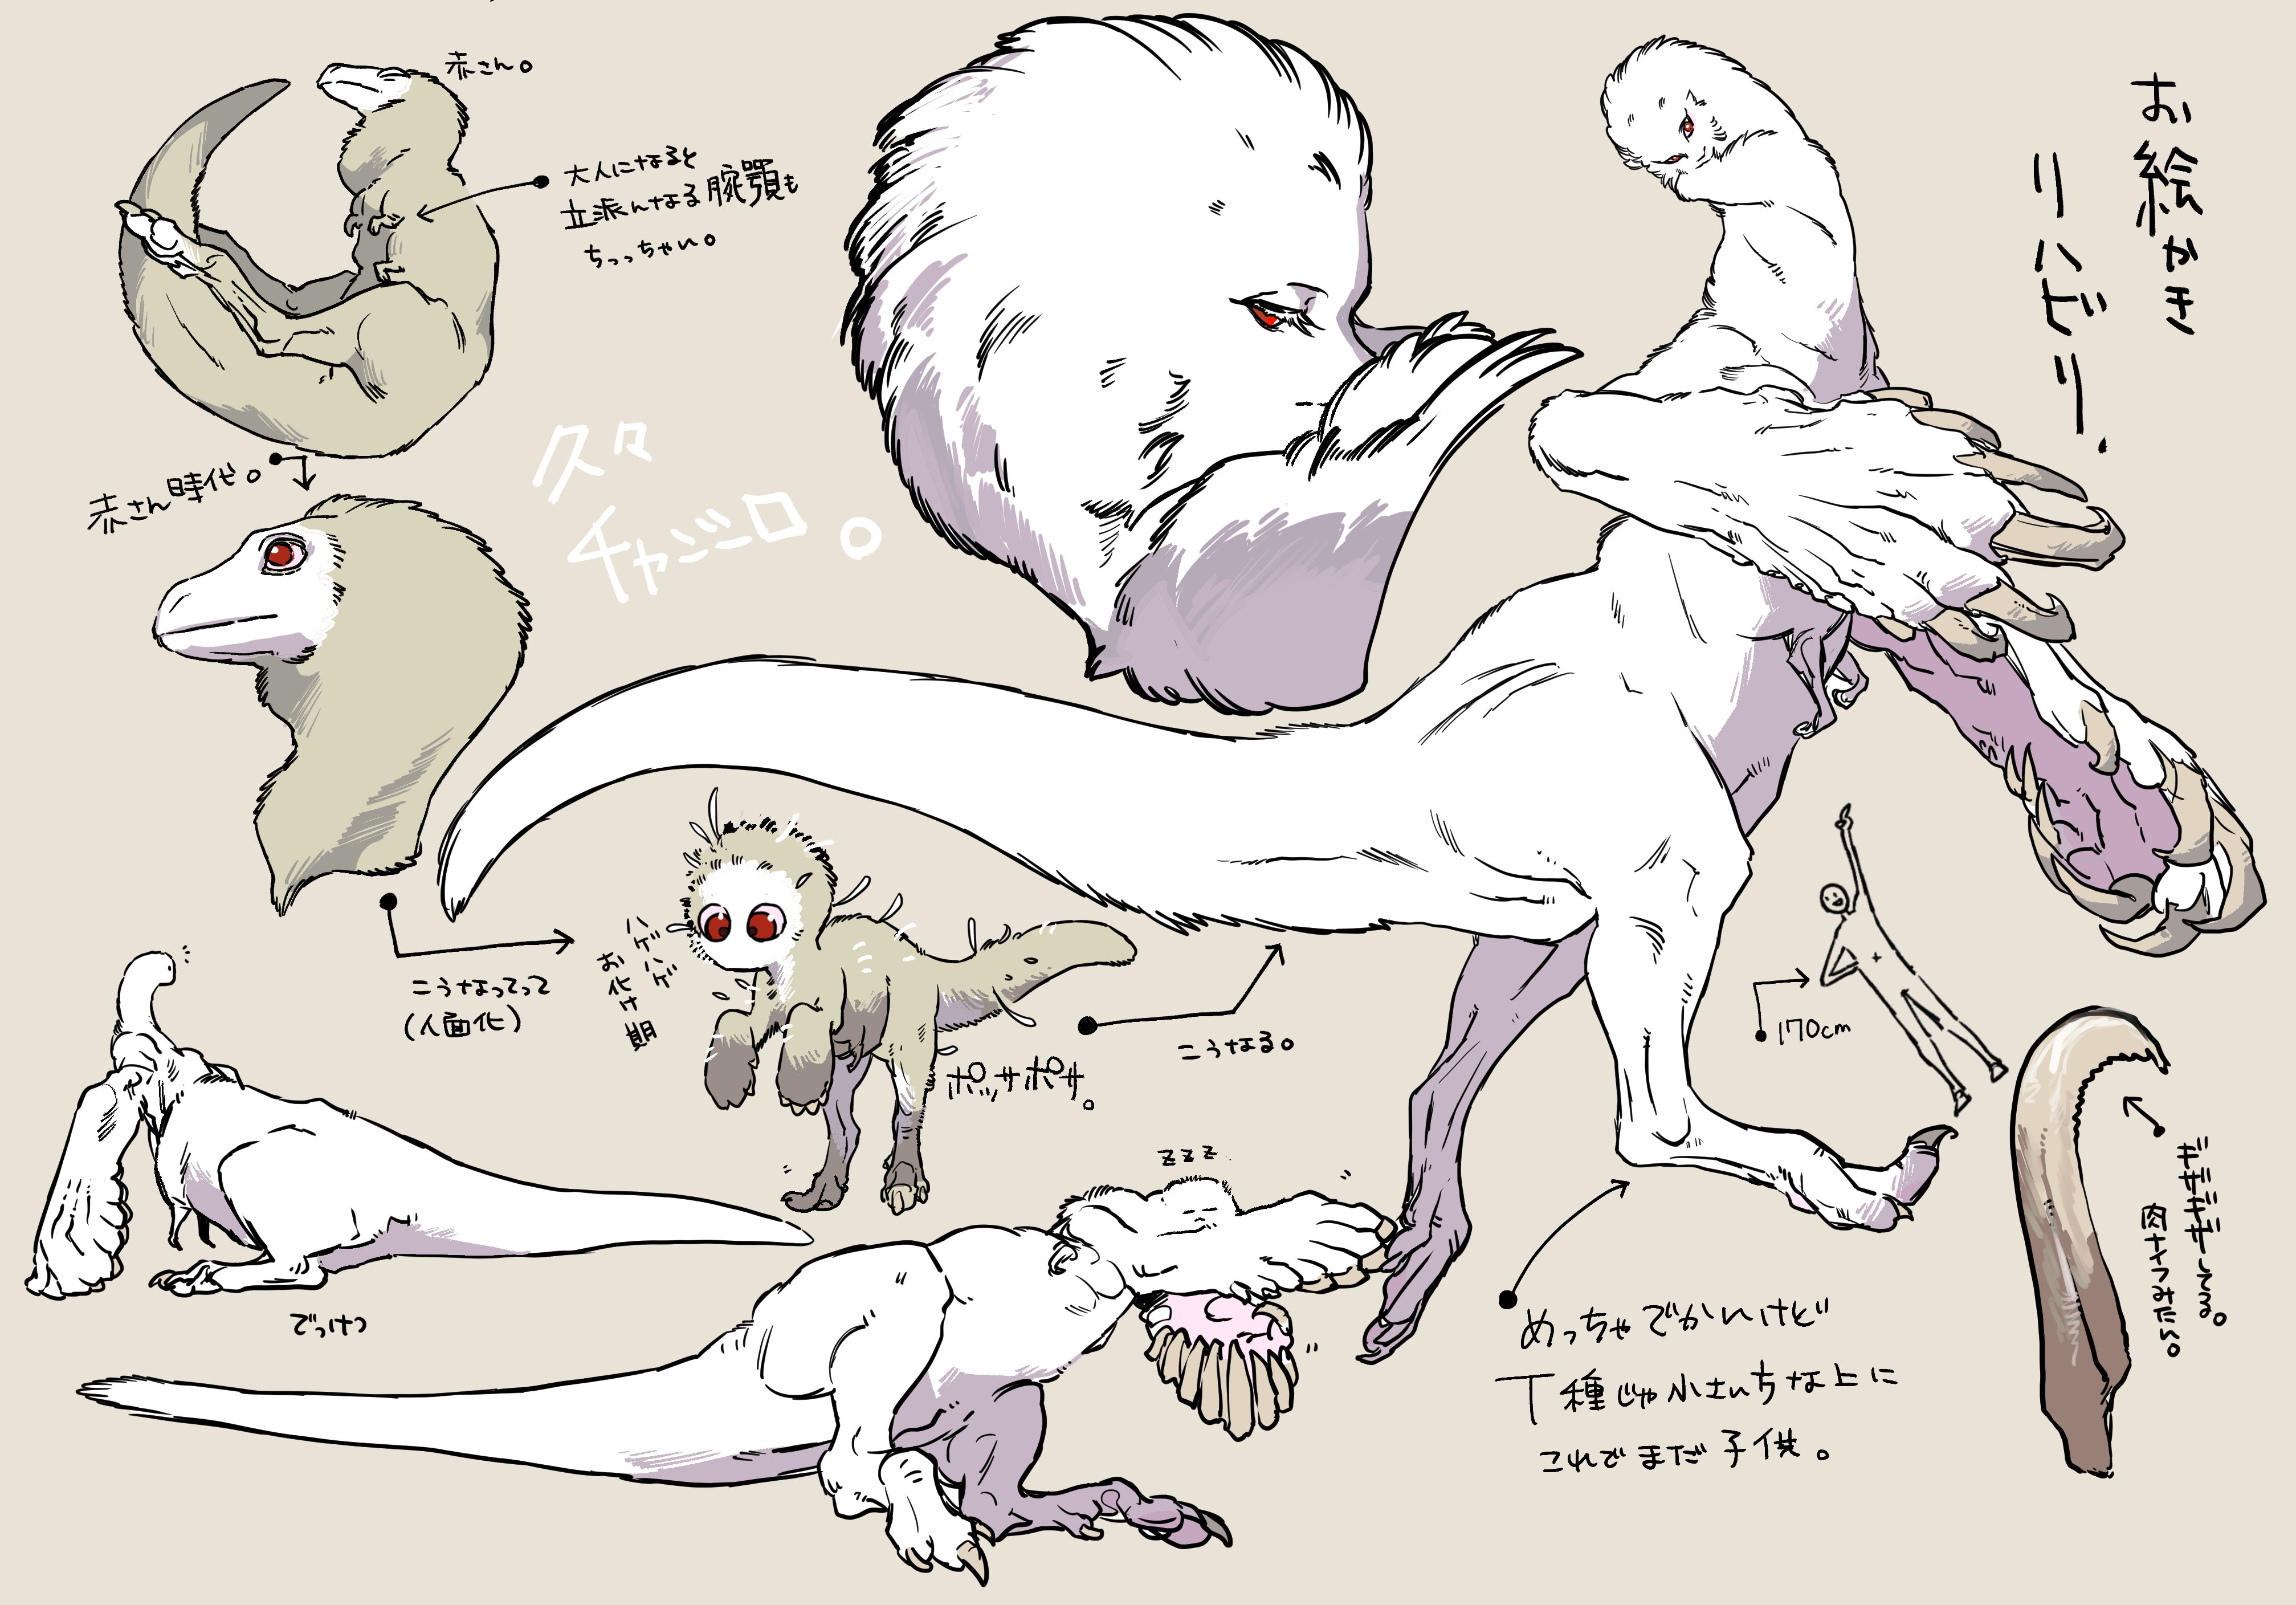 お絵かき
リハビリ.
赤さん。
大人になると
立派んなる腕顎も
ちっっちゃい。
赤さん時代。
久々
チャジジロ。
こうなってって
(人面化)
ハゲハゲ
お化け期
ポッサポサ。
こうなる。
170cm
ギザギザしてる。
肉ナイフみたい。
でっけつ
zzz
めっちゃでかいけど
T種じゃ小さいちな上に
これでまだ子供。